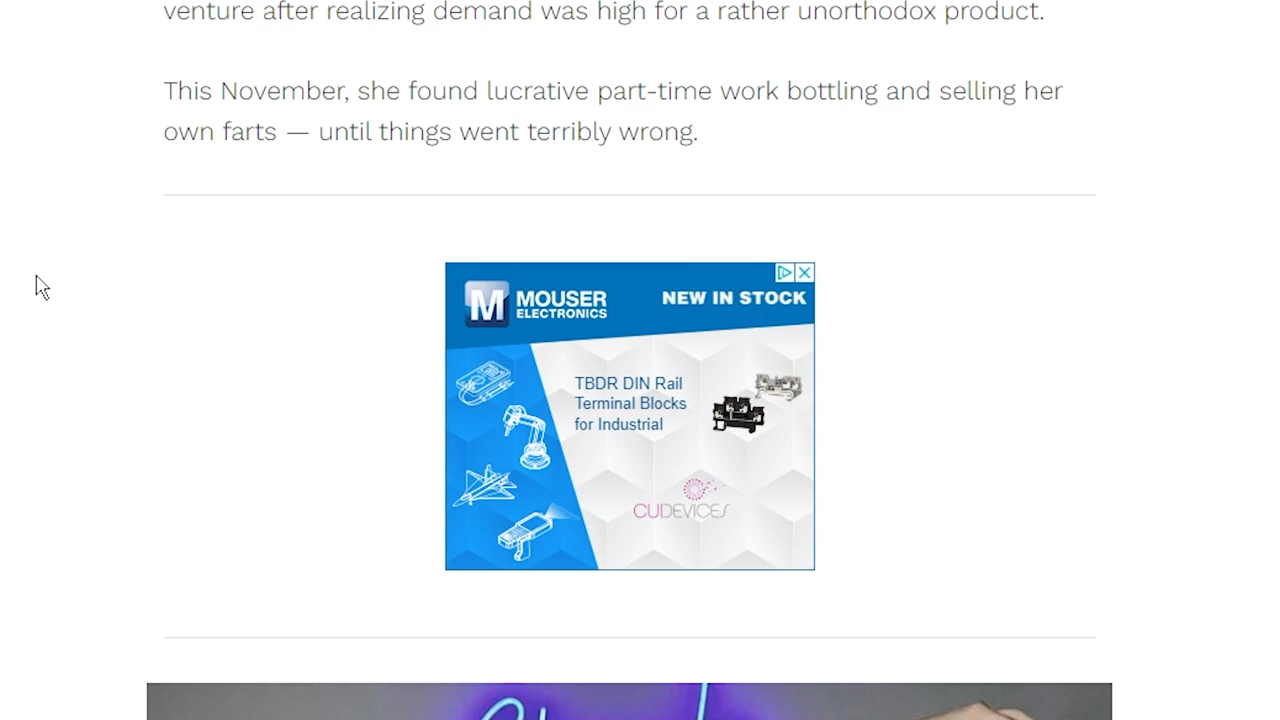 venture after realizing demand was high for a rather unorthodox product.
This November, she found lucrative part-time work bottling and selling her
own farts — until things went terribly wrong.
M MOUSER
ELECTRONICS
NEW IN STOCK
TBDR DIN Rail
Terminal Blocks
for Industrial
CUDEVICES